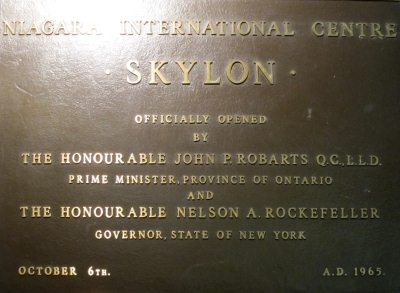 NIAGARA INTERNATIONAL CENTRE
· SKYLON ·
OFFICIALLY OPENED
BY
THE HONOURABLE JOHN P. ROBARTS Q.C., L.L.D.
PRIME MINISTER, PROVINCE OF ONTARIO
AND
THE HONOURABLE NELSON A. ROCKEFELLER
GOVERNOR, STATE OF NEW YORK
OCTOBER 6TH. A.D. 1965.